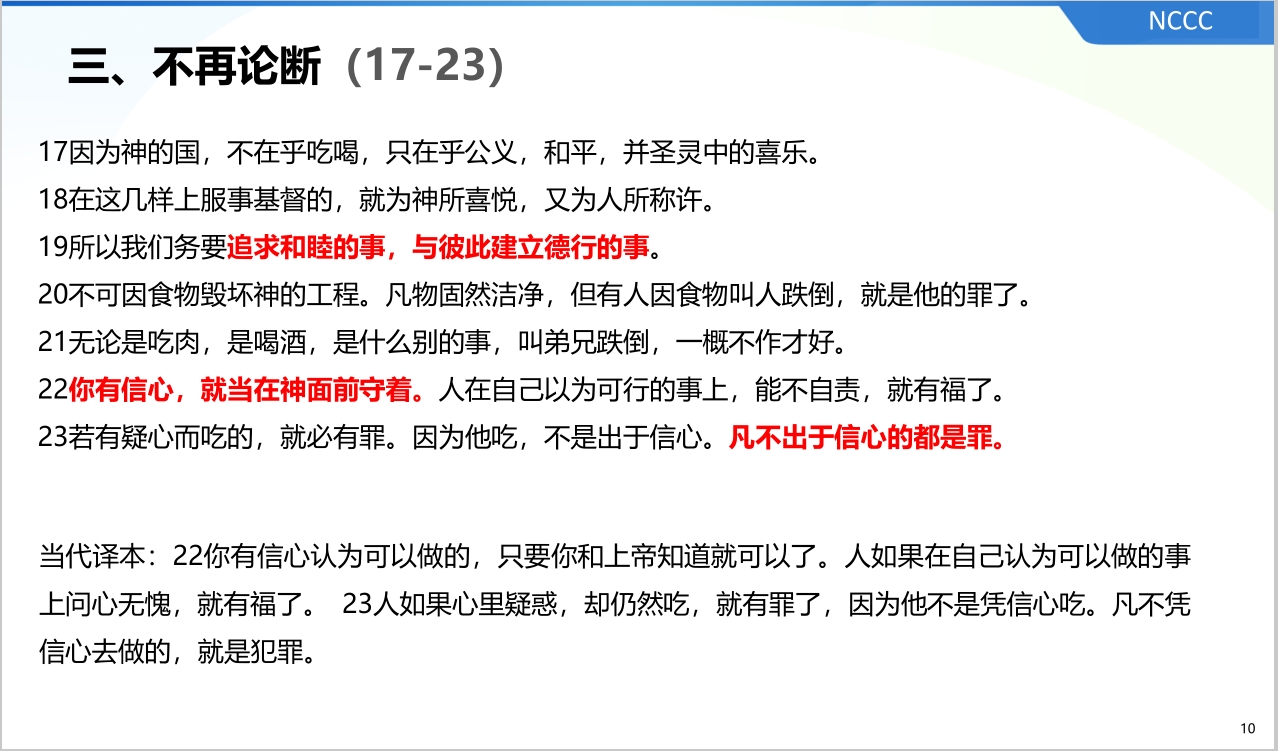 NCCC
三、不再论断（17-23）
17因为神的国，不在乎吃喝，只在乎公义，和平，并圣灵中的喜乐。
18在这几样上服事基督的，就为神所喜悦，又为人所称许。
19所以我们务要追求和睦的事，与彼此建立德行的事。
20不可因食物毁坏神的工程。凡物固然洁净，但有人因食物叫人跌倒，就是他的罪了。
21无论是吃肉，是喝酒，是什么别的事，叫弟兄跌倒，一概不作才好。
22你有信心，就当在神面前守着。人在自己以为可行的事上，能不自责，就有福了。
23若有疑心而吃的，就必有罪。因为他吃，不是出于信心。凡不出于信心的都是罪。
当代译本：22你有信心认为可以做的，只要你和上帝知道就可以了。人如果在自己认为可以做的事
上问心无愧，就有福了。 23人如果心里疑惑，却仍然吃，就有罪了，因为他不是凭信心吃。凡不凭
信心去做的，就是犯罪。
10